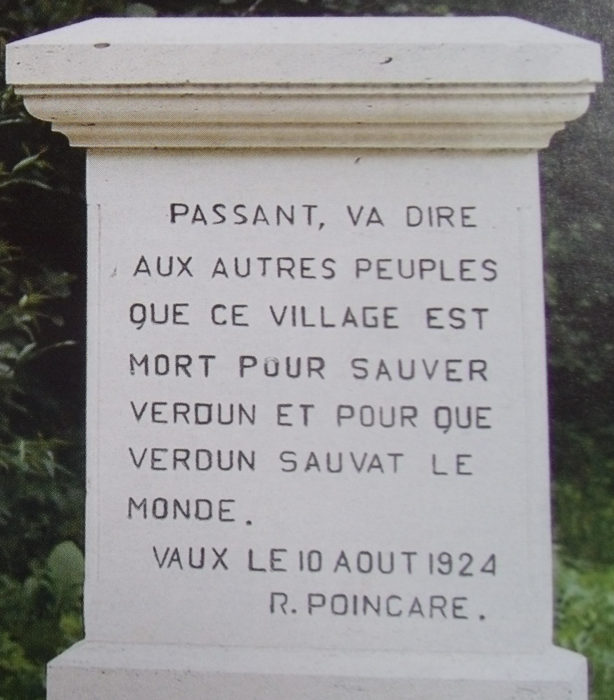 PASSANT, VA DIRE
AUX AUTRES PEUPLES
QUE CE VILLAGE EST
MORT POUR SAUVER
VERDUN ET POUR QUE
VERDUN SAUVAT LE
MONDE.
VAUX LE 10 AOUT 1924
R. POINCARE.